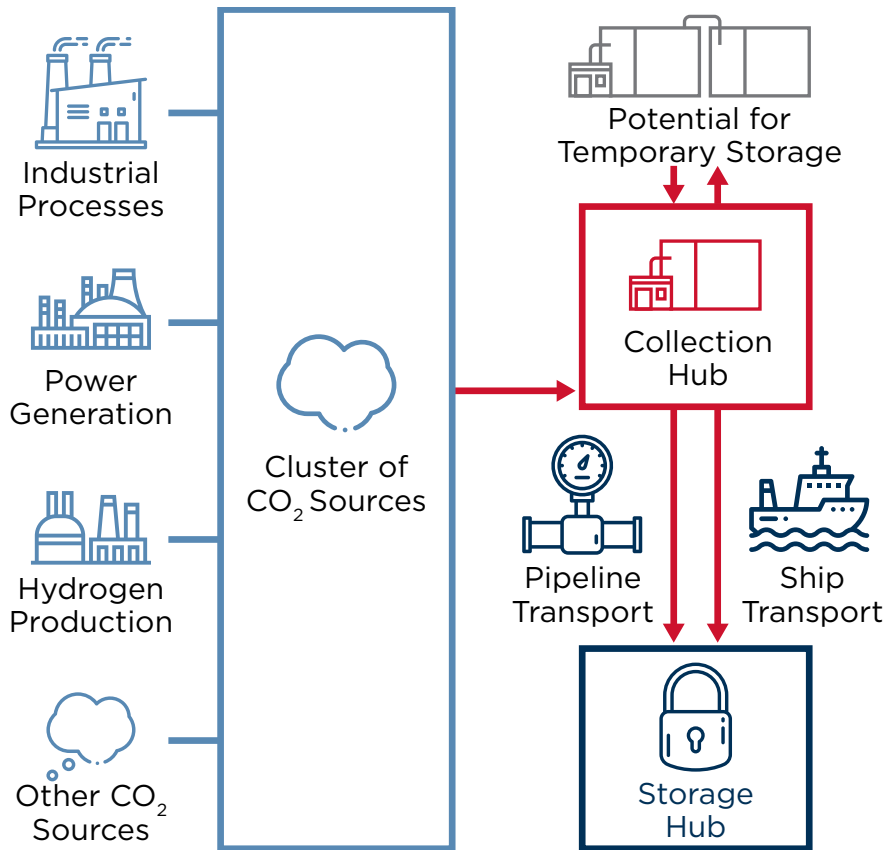 Industrial
Processes
Power
Generation
Hydrogen
Production
Other CO₂
Sources
Cluster of
CO₂ Sources
Potential for
Temporary Storage
Collection
Hub
Pipeline
Transport
Ship
Transport
Storage
Hub